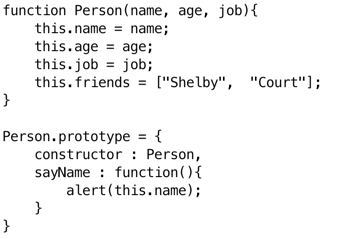 function Person(name, age, job){
    this.name = name;
    this.age = age;
    this.job = job;
    this.friends = ["Shelby",  "Court"];
}

Person.prototype = {
    constructor : Person,
    sayName : function(){
        alert(this.name);
    }
}